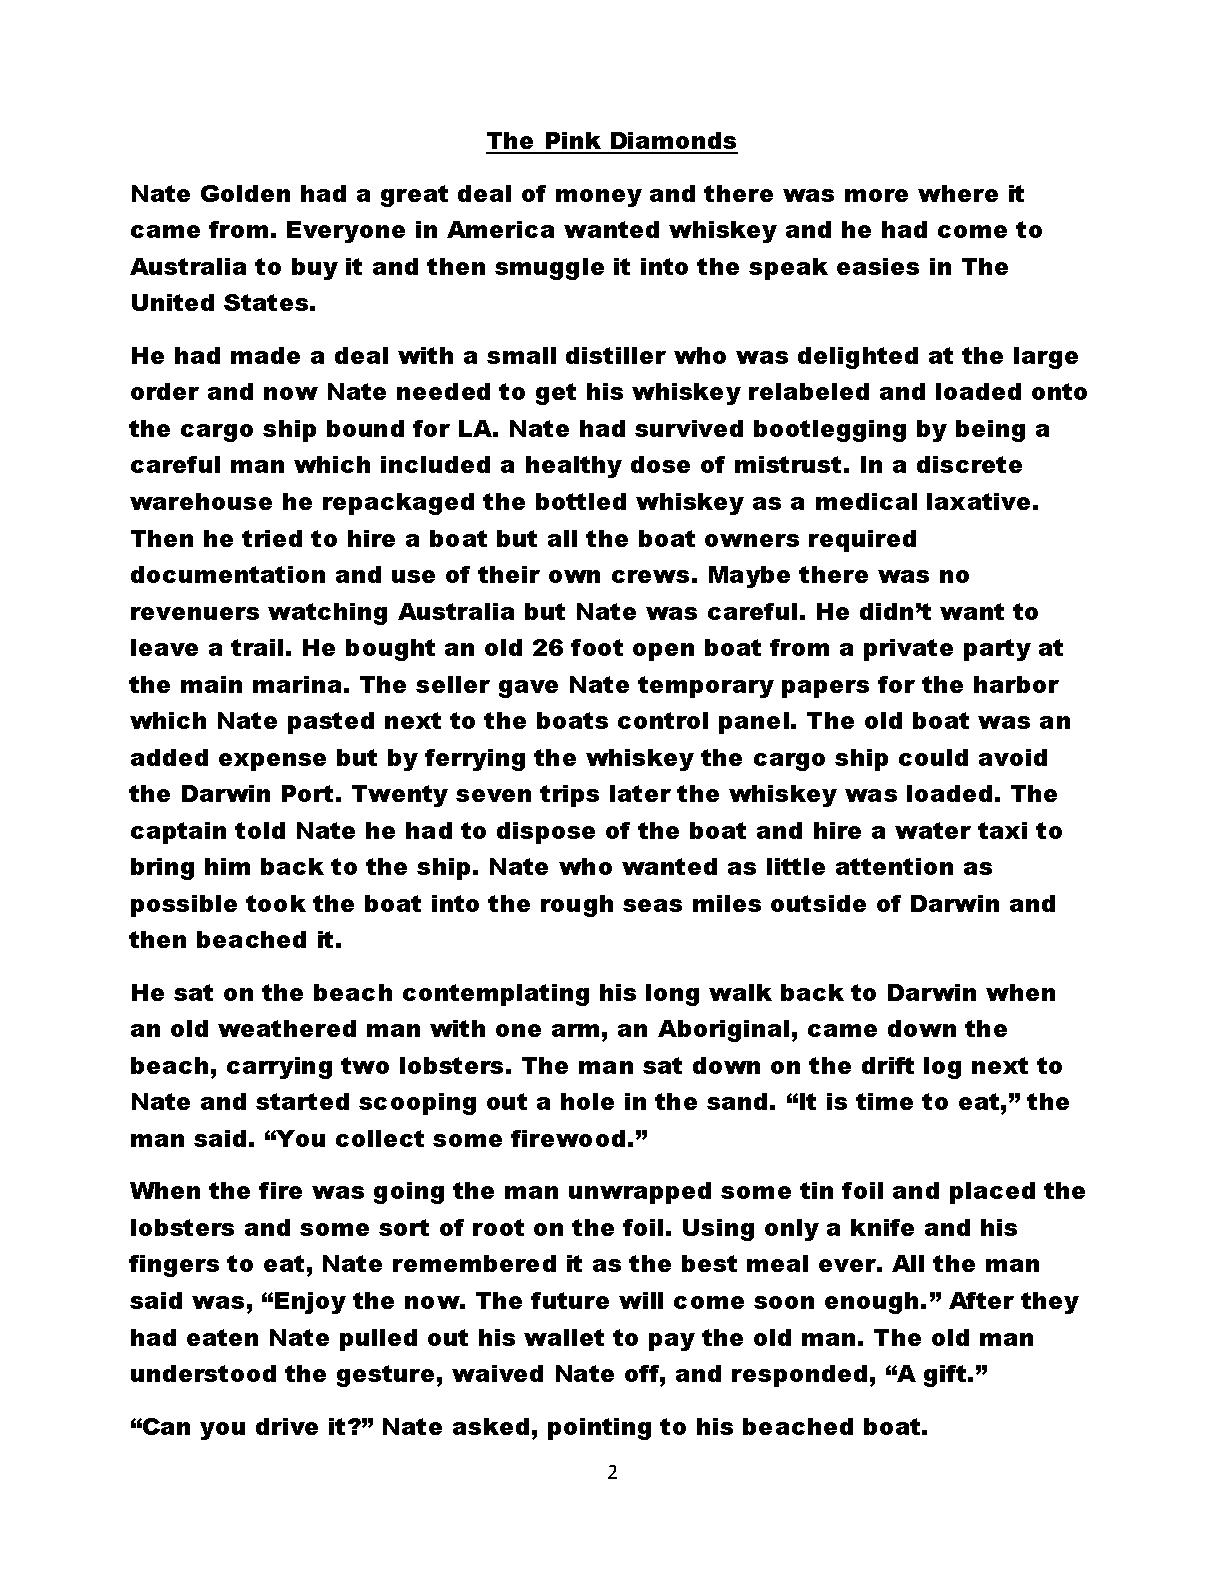 The Pink Diamonds
Nate Golden had a great deal of money and there was more where it
came from. Everyone in America wanted whiskey and he had come to
Australia to buy it and then smuggle it into the speak easies in The
United States.
He had made a deal with a small distiller who was delighted at the large
order and now Nate needed to get his whiskey relabeled and loaded onto
the cargo ship bound for LA. Nate had survived bootlegging by being a
careful man which included a healthy dose of mistrust. In a discrete
warehouse he repackaged the bottled whiskey as a medical laxative.
Then he tried to hire a boat but all the boat owners required
documentation and use of their own crews. Maybe there was no
revenuers watching Australia but Nate was careful. He didn’t want to
leave a trail. He bought an old 26 foot open boat from a private party at
the main marina. The seller gave Nate temporary papers for the harbor
which Nate pasted next to the boats control panel. The old boat was an
added expense but by ferrying the whiskey the cargo ship could avoid
the Darwin Port. Twenty seven trips later the whiskey was loaded. The
captain told Nate he had to dispose of the boat and hire a water taxi to
bring him back to the ship. Nate who wanted as little attention as
possible took the boat into the rough seas miles outside of Darwin and
then beached it.
He sat on the beach contemplating his long walk back to Darwin when
an old weathered man with one arm, an Aboriginal, came down the
beach, carrying two lobsters. The man sat down on the drift log next to
Nate and started scooping out a hole in the sand. “It is time to eat,” the
man said. “You collect some firewood.”
When the fire was going the man unwrapped some tin foil and placed the
lobsters and some sort of root on the foil. Using only a knife and his
fingers to eat, Nate remembered it as the best meal ever. All the man
said was, “Enjoy the now. The future will come soon enough.” After they
had eaten Nate pulled out his wallet to pay the old man. The old man
understood the gesture, waived Nate off, and responded, “A gift.”
“Can you drive it?” Nate asked, pointing to his beached boat.
2